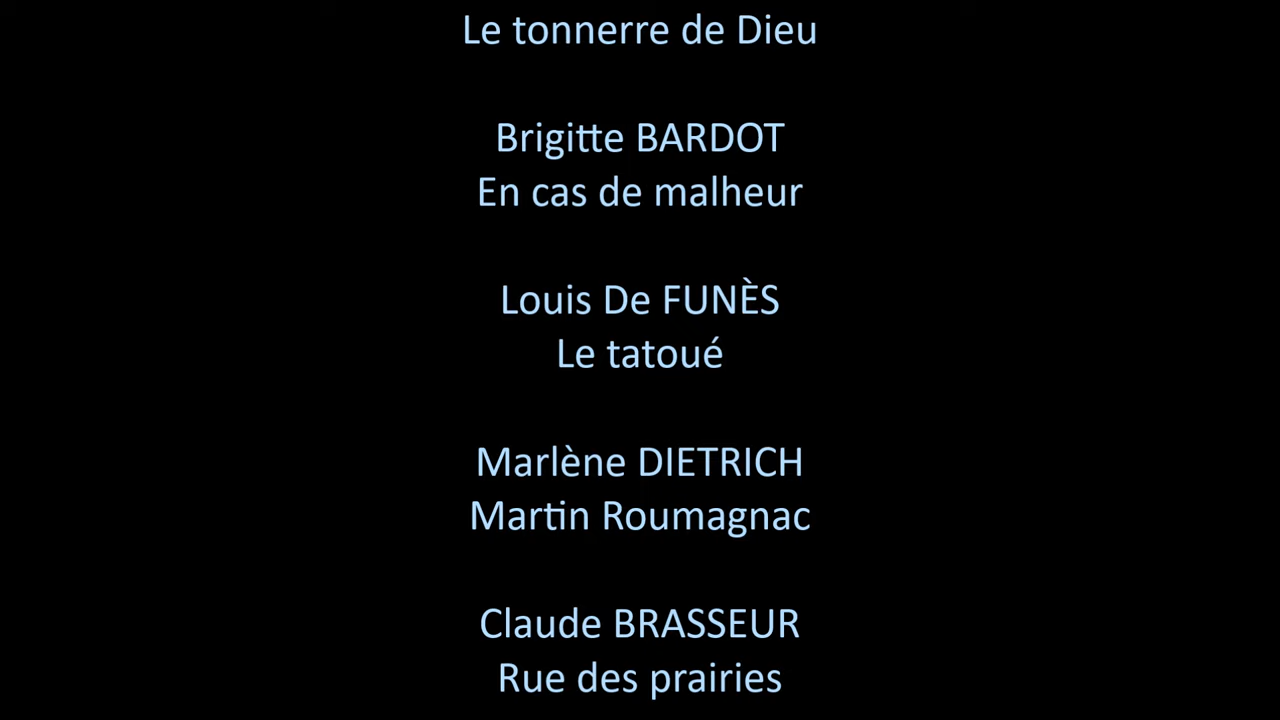 Le tonnerre de Dieu
Brigitte BARDOT
En cas de malheur
Louis De FUNÈS
Le tatoué
Marlène DIETRICH
Martin Roumagnac
Claude BRASSEUR
Rue des prairies